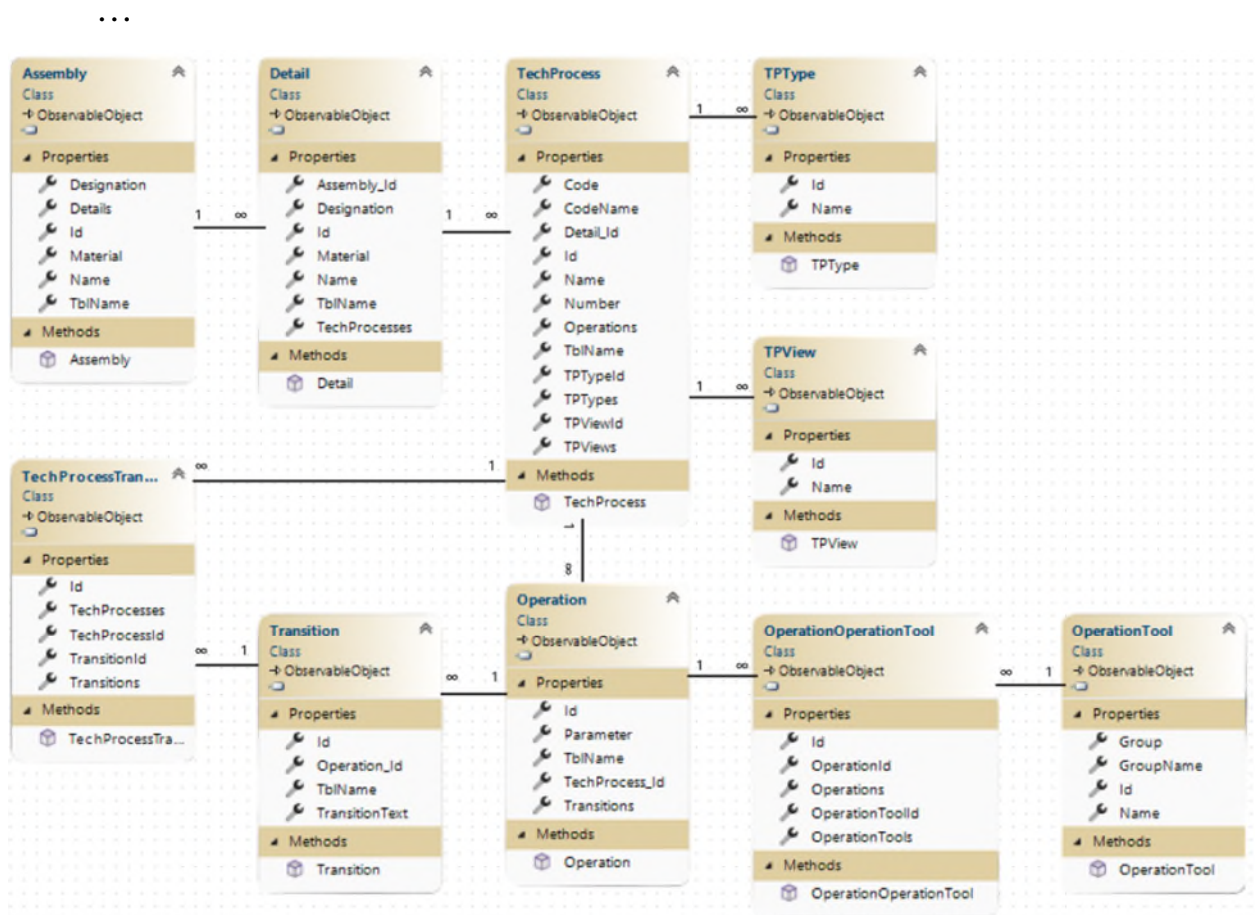 ...
Assembly
Class
ObservableObject
Properties
Designation
Details
Id
Material
Name
TblName
Methods
Assembly
1 ∞
Detail
Class
ObservableObject
Properties
Assembly_Id
Designation
Id
Material
Name
TblName
TechProcesses
Methods
Detail
1 ∞
TechProcess
Class
ObservableObject
Properties
Code
CodeName
Detail_Id
Id
Name
Number
Operations
TblName
TPTypeId
TPTypes
TPViewId
TPViews
Methods
TechProcess
1 ∞
TPType
Class
ObservableObject
Properties
Id
Name
Methods
TPType
1 ∞
TPView
Class
ObservableObject
Properties
Id
Name
Methods
TPView
∞ 1
TechProcessTran...
Class
ObservableObject
Properties
Id
TechProcesses
TechProcessId
TransitionId
Transitions
Methods
TechProcessTra...
∞ 1
Transition
Class
ObservableObject
Properties
Id
Operation_Id
TblName
TransitionText
Methods
Transition
∞ 1
1
∞
Operation
Class
ObservableObject
Properties
Id
Parameter
TblName
TechProcess_Id
Transitions
Methods
Operation
1 ∞
OperationOperationTool
Class
ObservableObject
Properties
Id
OperationId
Operations
OperationToolId
OperationTools
Methods
OperationOperationTool
∞ 1
OperationTool
Class
ObservableObject
Properties
Group
GroupName
Id
Name
Methods
OperationTool